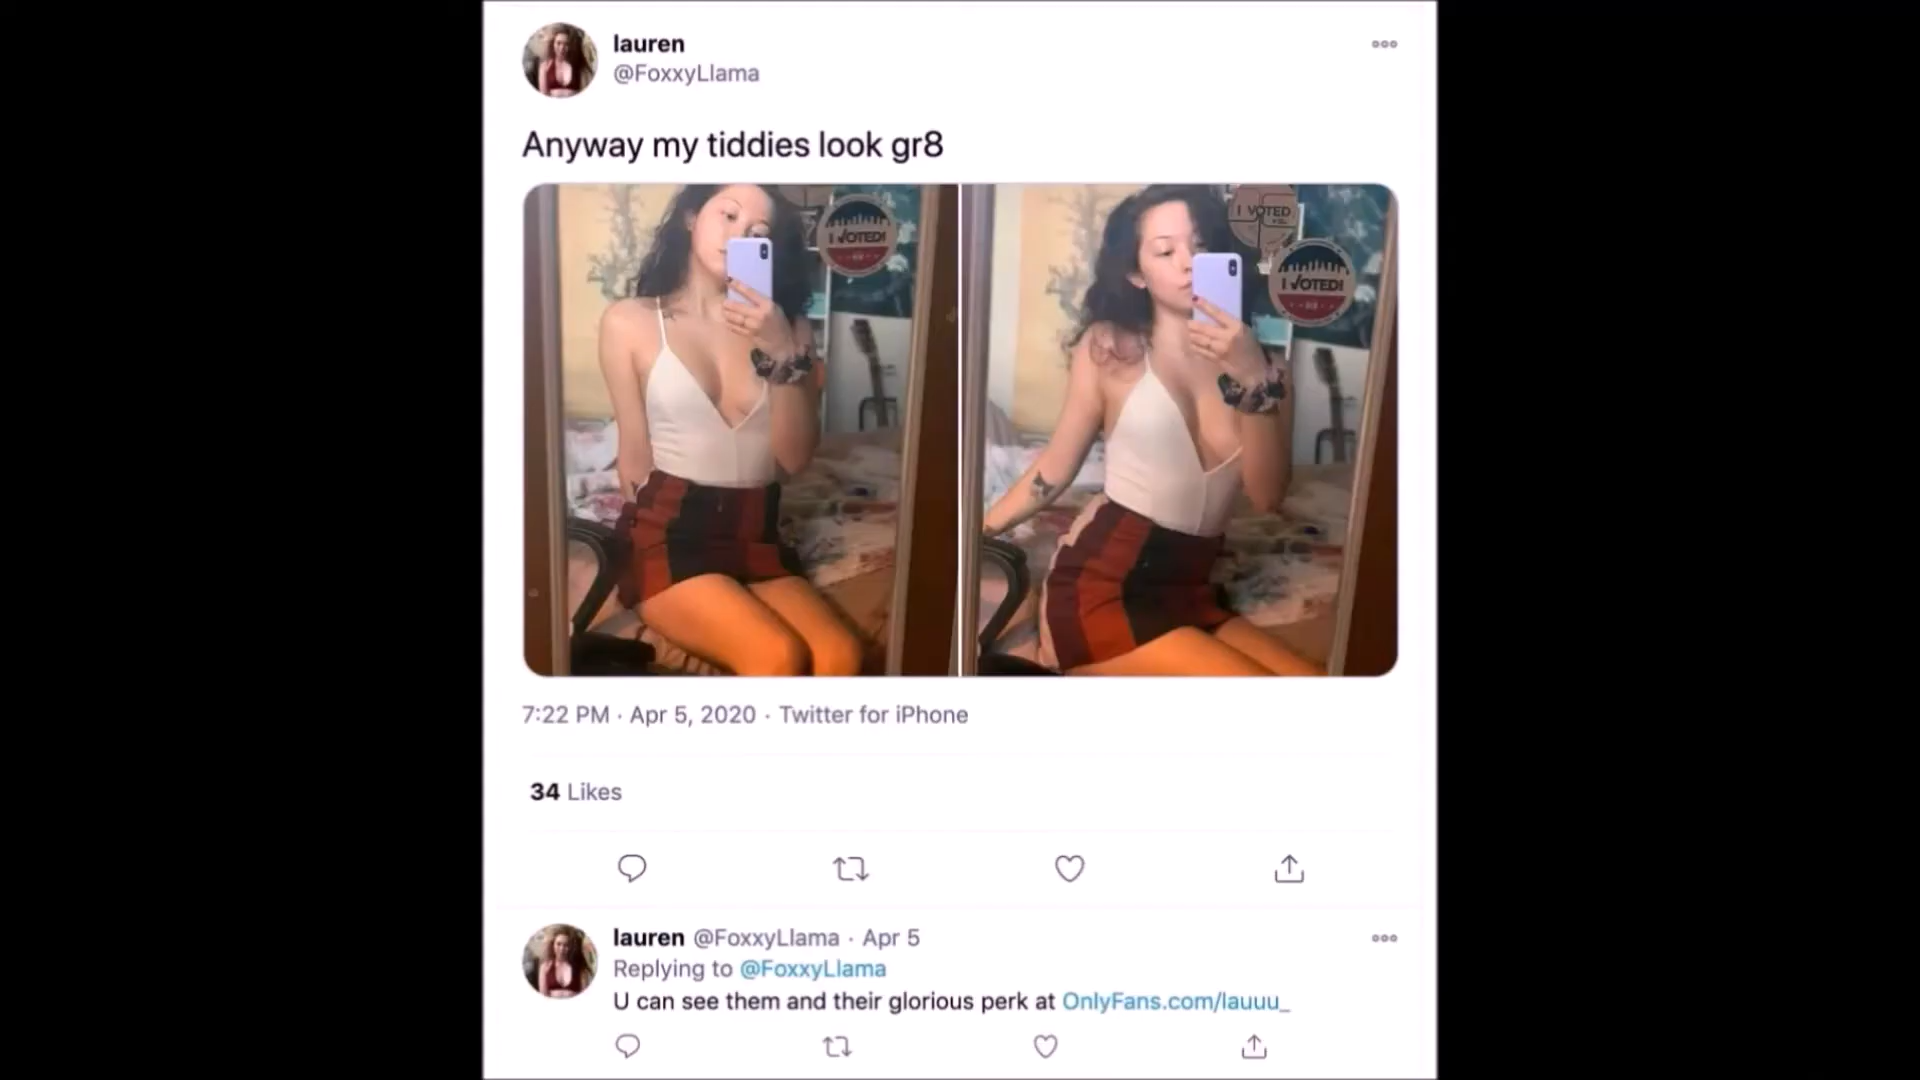 lauren
@FoxxyLlama
Anyway my tiddies look gr8
I VOTED!
I VOTED
I VOTED!
7:22 PM · Apr 5, 2020 · Twitter for iPhone
34 Likes
lauren @FoxxyLlama · Apr 5
Replying to @FoxxyLlama
U can see them and their glorious perk at OnlyFans.com/lauuu_